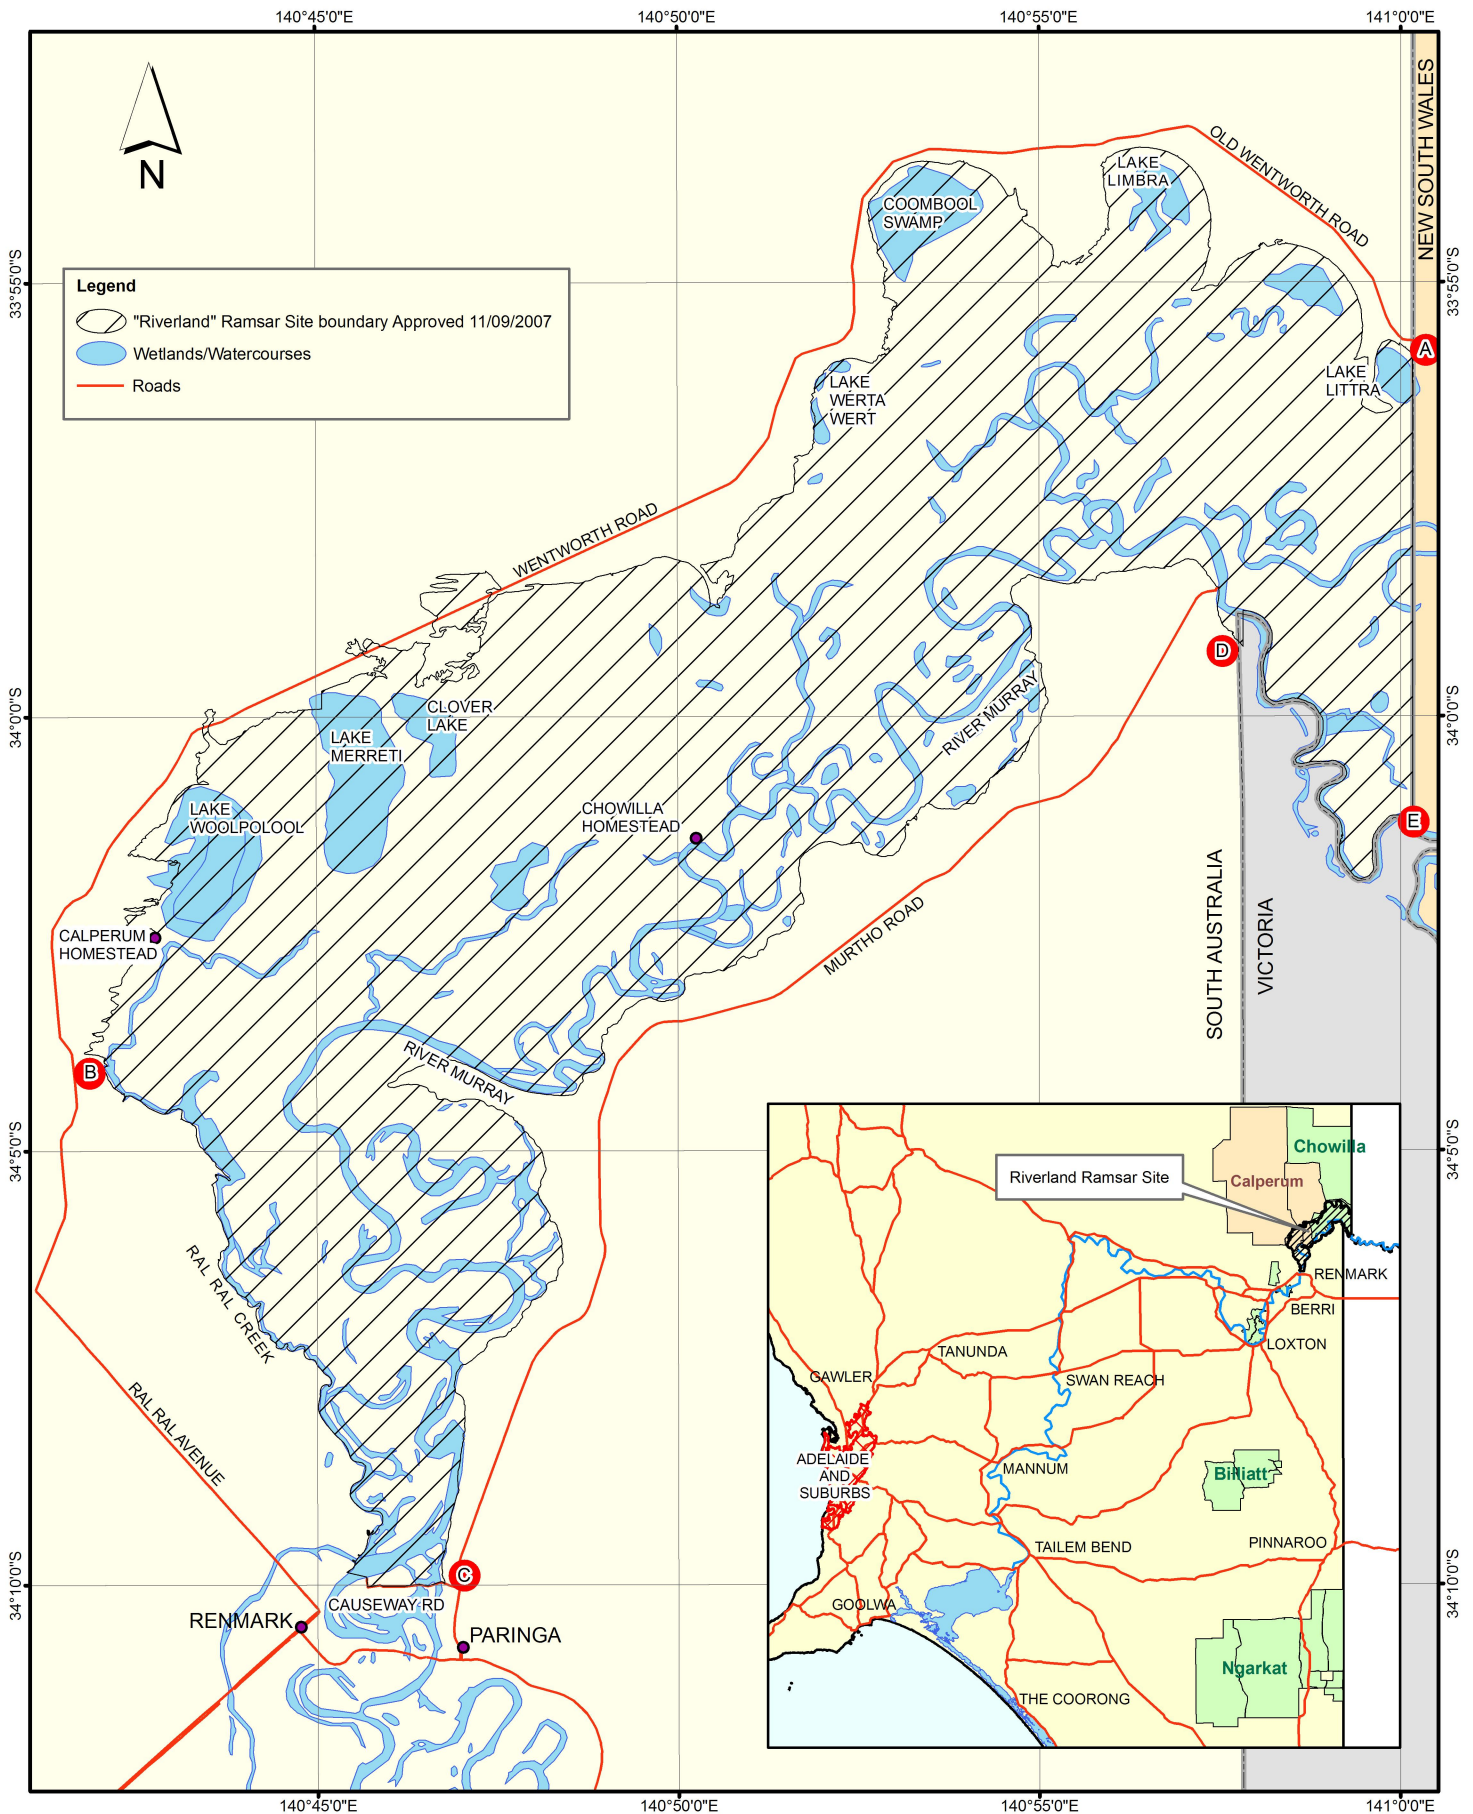 140°45'0"E
140°50'0"E
140°55'0"E
141°0'0"E
N
NEW SOUTH WALES
OLD WENTWORTH ROAD
LAKE
LIMBRA
COOMBOOL
SWAMP
33°55'0"S
33°55'0"S
Legend
"Riverland" Ramsar Site boundary Approved 11/09/2007
Wetlands/Watercourses
Roads
A
LAKE
LITTRA
LAKE
WERTA
WERT
WENTWORTH ROAD
D
RIVER MURRAY
CLOVER
LAKE
LAKE
MERRETI
34°0'0"S
34°0'0"S
LAKE
WOOLPOLOOL
CHOWILLA
HOMESTEAD
E
CALPERUM
HOMESTEAD
MURTHO ROAD
SOUTH AUSTRALIA
VICTORIA
B
RIVER MURRAY
34°5'0"S
34°5'0"S
RAL RAL CREEK
RAL RAL AVENUE
C
34°10'0"S
34°10'0"S
CAUSEWAY RD
RENMARK
PARINGA
Chowilla
Riverland Ramsar Site
Calperum
RENMARK
BERRI
LOXTON
TANUNDA
GAWLER
SWAN REACH
ADELAIDE
AND
SUBURBS
MANNUM
Billiatt
TAILEM BEND
PINNAROO
GOOLWA
Ngarkat
THE COORONG
140°45'0"E
140°50'0"E
140°55'0"E
141°0'0"E